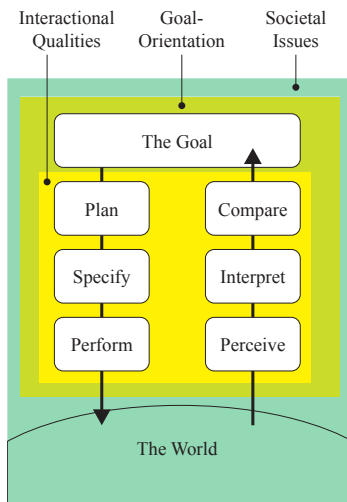 Interactional
Qualities
Goal-
Orientation
Societal
Issues
The Goal
Plan
Compare
Specify
Interpret
Perform
Perceive
The World